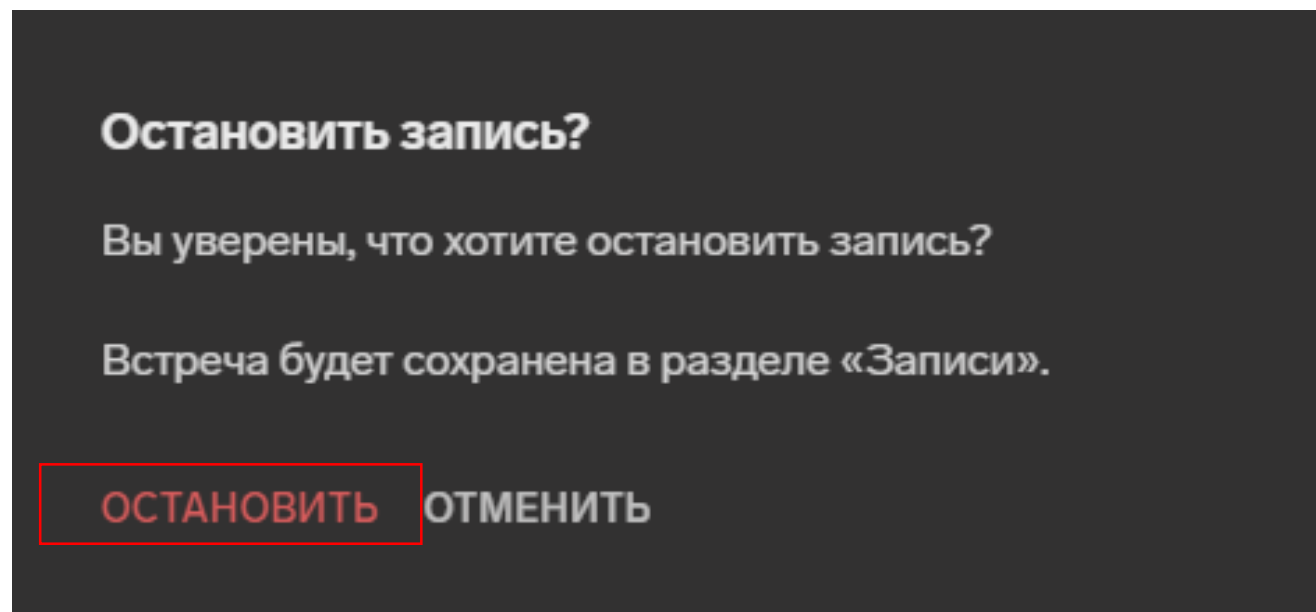 Остановить запись?
Вы уверены, что хотите остановить запись?
Встреча будет сохранена в разделе «Записи».
ОСТАНОВИТЬ ОТМЕНИТЬ